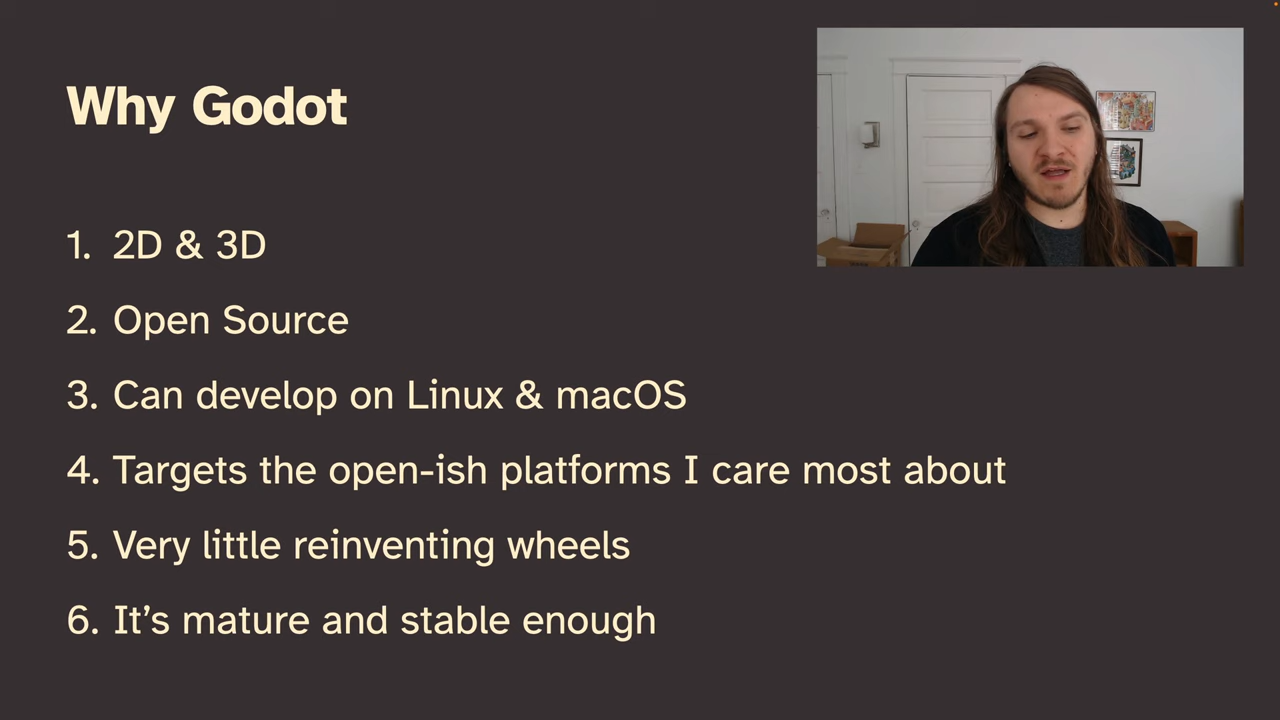 Why Godot
1. 2D & 3D
2. Open Source
3. Can develop on Linux & macOS
4. Targets the open-ish platforms I care most about
5. Very little reinventing wheels
6. It’s mature and stable enough